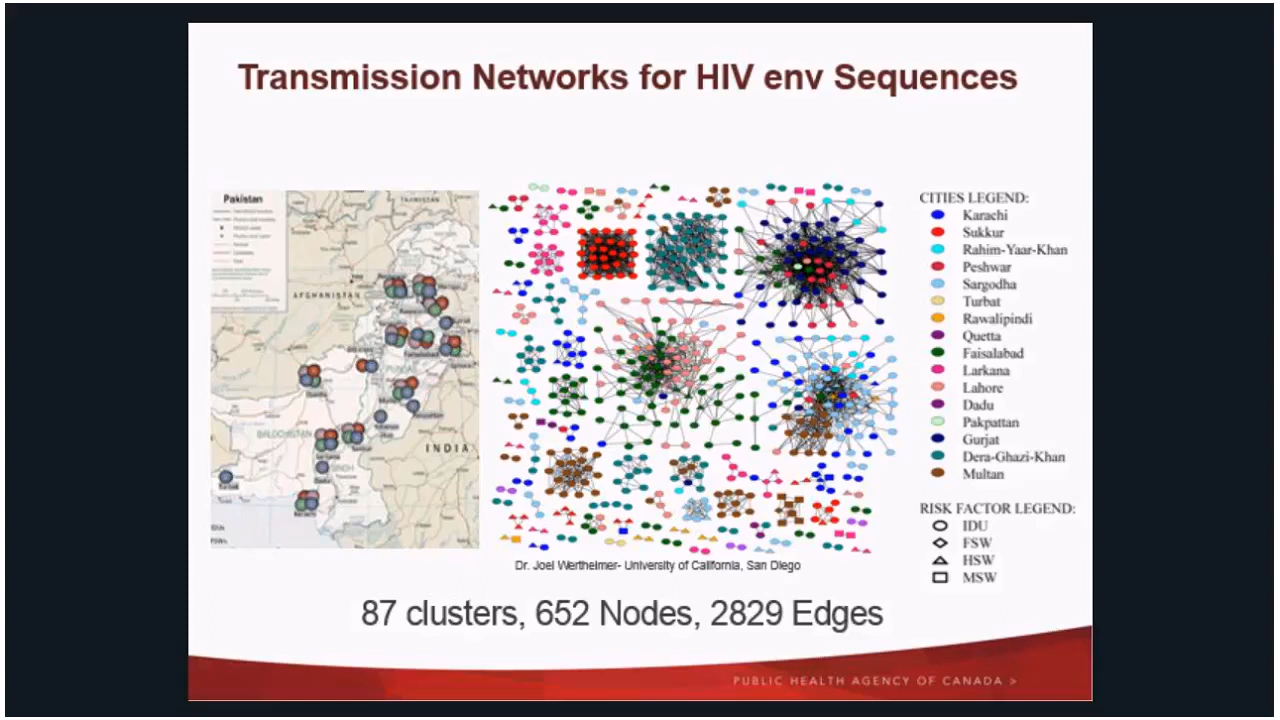 Transmission Networks for HIV env Sequences
Pakistan
TAJIKISTAN
AFGHANISTAN
BALOCHISTAN
INDIA
CITIES LEGEND:
Karachi
Sukkur
Rahim-Yaar-Khan
Peshwar
Sargodha
Turbat
Rawalipindi
Quetta
Faisalabad
Larkana
Lahore
Dadu
Pakpattan
Gurjat
Dera-Ghazi-Khan
Multan
RISK FACTOR LEGEND:
IDU
FSW
HSW
MSW
Dr. Joel Wertheimer- University of California, San Diego
87 clusters, 652 Nodes, 2829 Edges
PUBLIC HEALTH AGENCY OF CANADA >